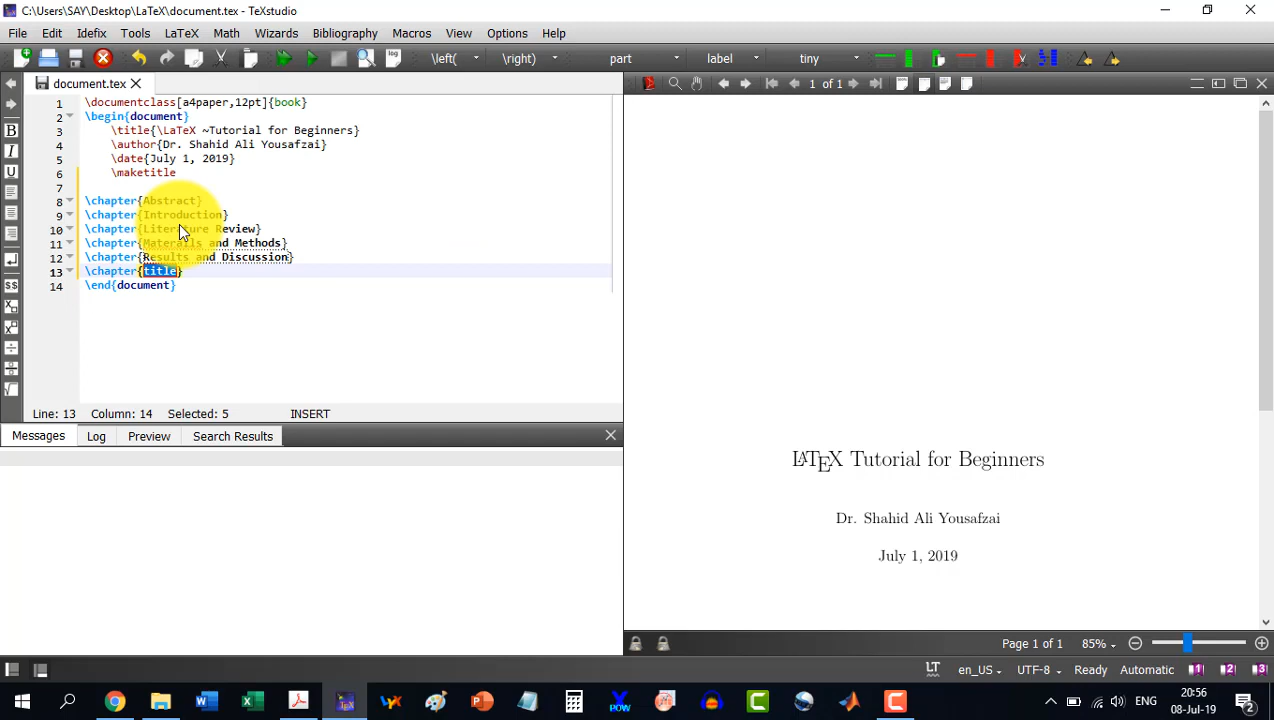 C:\Users\SAY\Desktop\LaTeX\document.tex - TeXstudio
File Edit Idefix Tools LaTeX Math Wizards Bibliography Macros View Options Help
\left( \right) part label tiny
document.tex 1 of 1
1 \documentclass[a4paper,12pt]{book}
2 \begin{document}
3 \title{\LaTeX ~Tutorial for Beginners}
4 \author{Dr. Shahid Ali Yousafzai}
5 \date{July 1, 2019}
6 \maketitle
7
8 \chapter{Abstract}
9 \chapter{Introduction}
10 \chapter{Literature Review}
11 \chapter{Materails and Methods}
12 \chapter{Results and Discussion}
13 \chapter{title}
14 \end{document}
Line: 13 Column: 14 Selected: 5 INSERT
Messages Log Preview Search Results
LATEX Tutorial for Beginners
Dr. Shahid Ali Yousafzai
July 1, 2019
Page 1 of 1 85%
LT en_US UTF-8 Ready Automatic 1 2 3
ENG 20:56
08-Jul-19 2